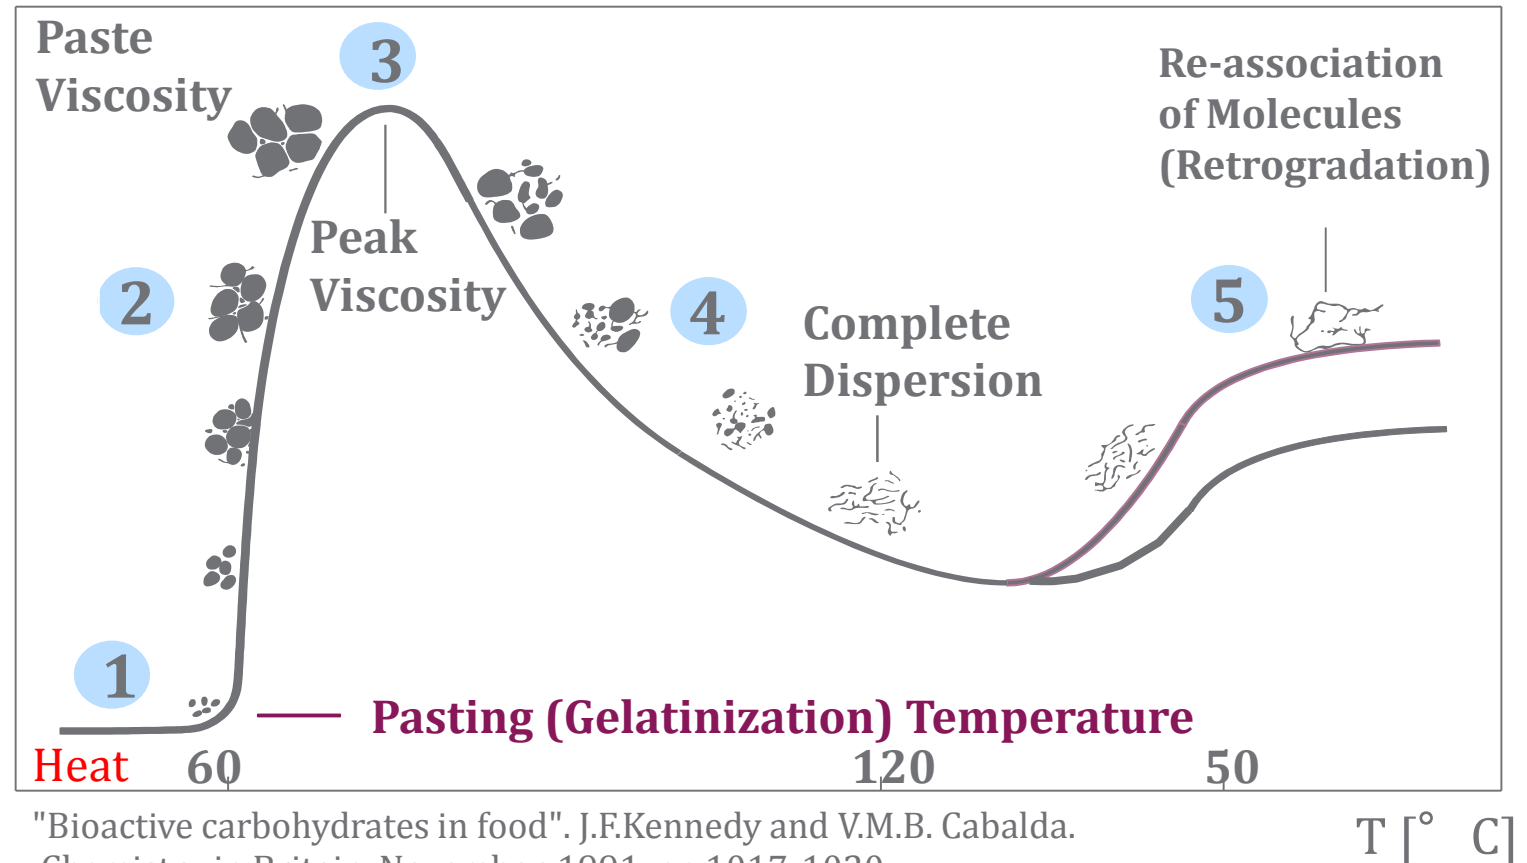 Paste
Viscosity
3
Re-association
of Molecules
(Retrogradation)
Peak
Viscosity
2
4
5
Complete
Dispersion
1
Pasting (Gelatinization) Temperature
Heat 60 120 50
"Bioactive carbohydrates in food". J.F.Kennedy and V.M.B. Cabalda.
T [° C]